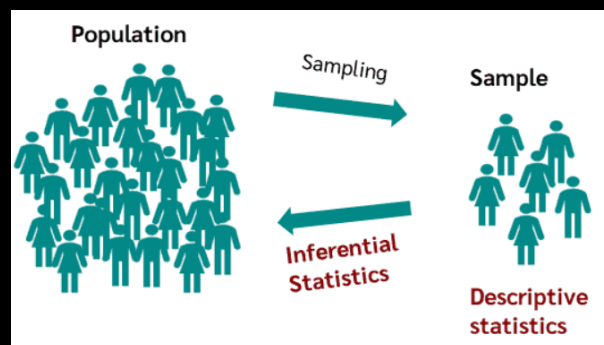 Population
Sampling
Sample
Inferential
Statistics
Descriptive
statistics